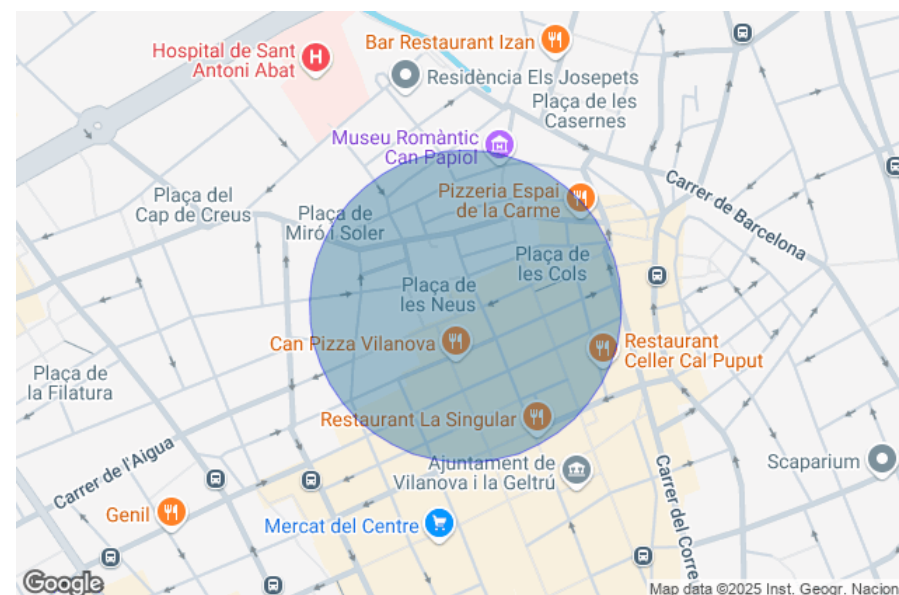 Hospital de Sant
Antoni Abat
H
Bar Restaurant Izan
Residència Els Josepets
Plaça de les
Casernes
Museu Romàntic
Can Papiol
Pizzeria Espai
de la Carme
Carrer de Barcelona
Plaça del
Cap de Creus
Plaça de
Miró i Soler
Plaça de
les Cols
Plaça de
les Neus
Can Pizza Vilanova
Restaurant
Celler Cal Puput
Plaça de
la Filatura
Restaurant La Singular
Carrer de l'Aigua
Ajuntament de
Vilanova i la Geltrú
Scaparium
Carrer del Corre
Genil
Mercat del Centre
Google
Map data ©2025 Inst. Geogr. Nacion